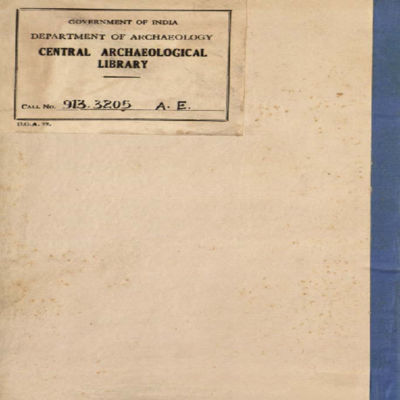 GOVERNMENT OF INDIA
DEPARTMENT OF ARCHAEOLOGY
CENTRAL ARCHAEOLOGICAL
LIBRARY
CALL No. 913.3205 A.E.
D.G.A. 79.